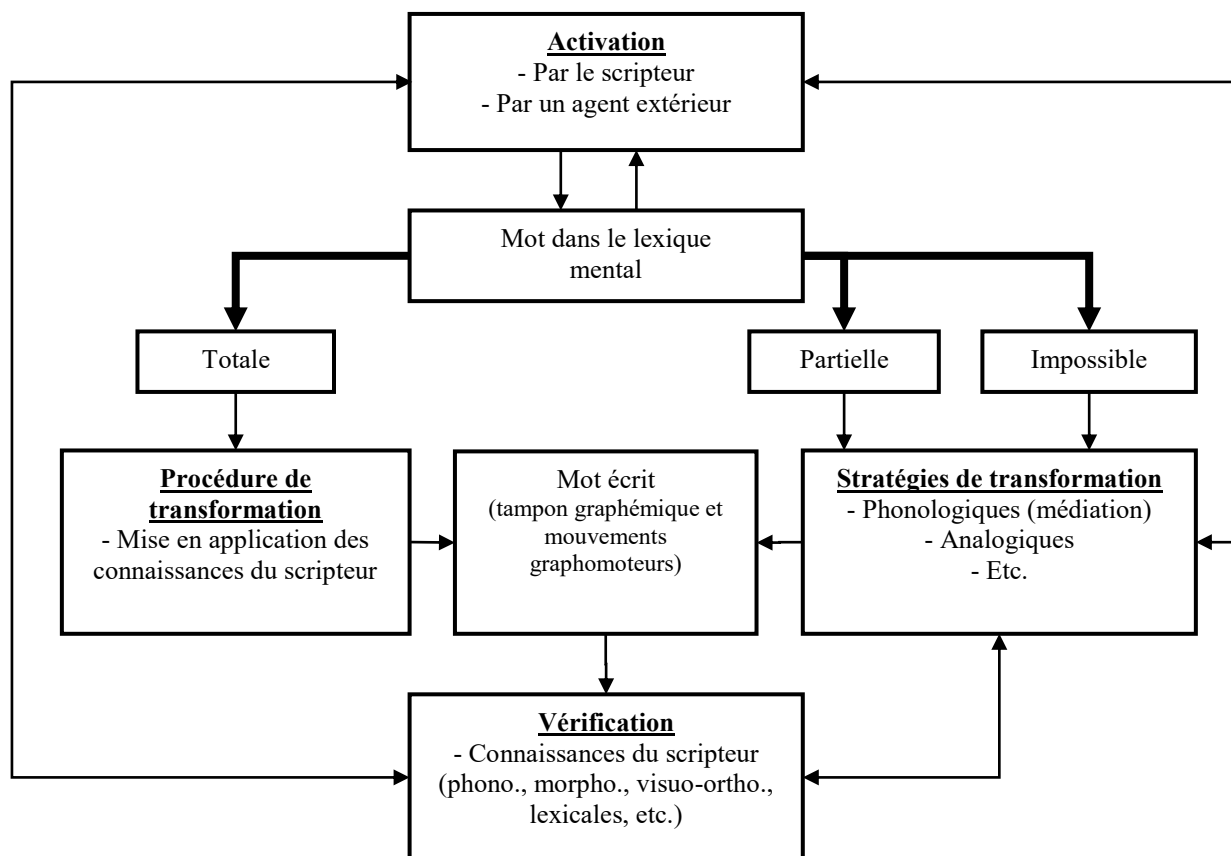 Activation
- Par le scripteur
- Par un agent extérieur
Mot dans le lexique
mental
Totale
Partielle
Impossible
Procédure de
transformation
- Mise en application des
connaissances du scripteur
Mot écrit
(tampon graphémique et
mouvements
graphomoteurs)
Stratégies de transformation
- Phonologiques (médiation)
- Analogiques
- Etc.
Vérification
- Connaissances du scripteur
(phono., morpho., visuo-ortho.,
lexicales, etc.)